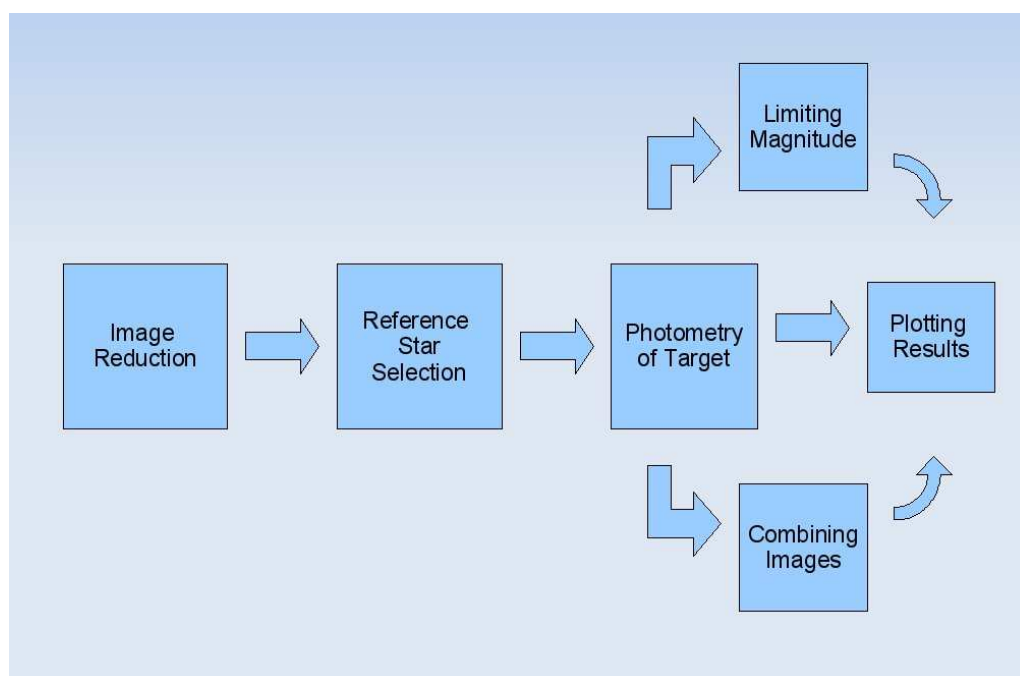 Image
Reduction
Reference
Star
Selection
Photometry
of Target
Limiting
Magnitude
Combining
Images
Plotting
Results